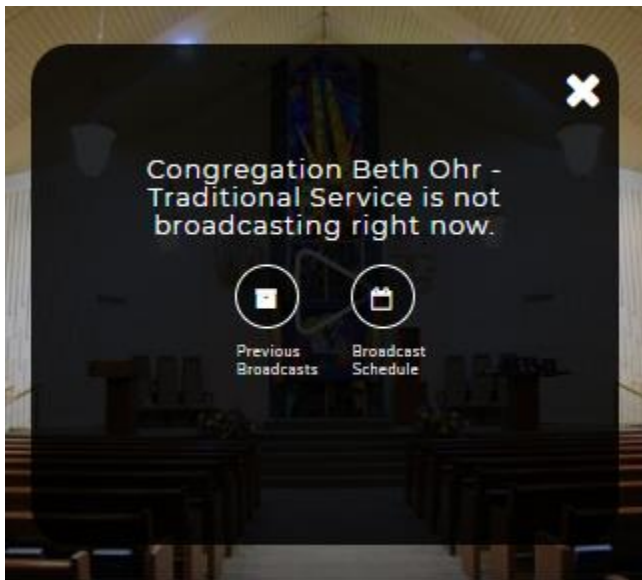 Congregation Beth Ohr -
Traditional Service is not
broadcasting right now.
Previous
Broadcasts
Broadcast
Schedule